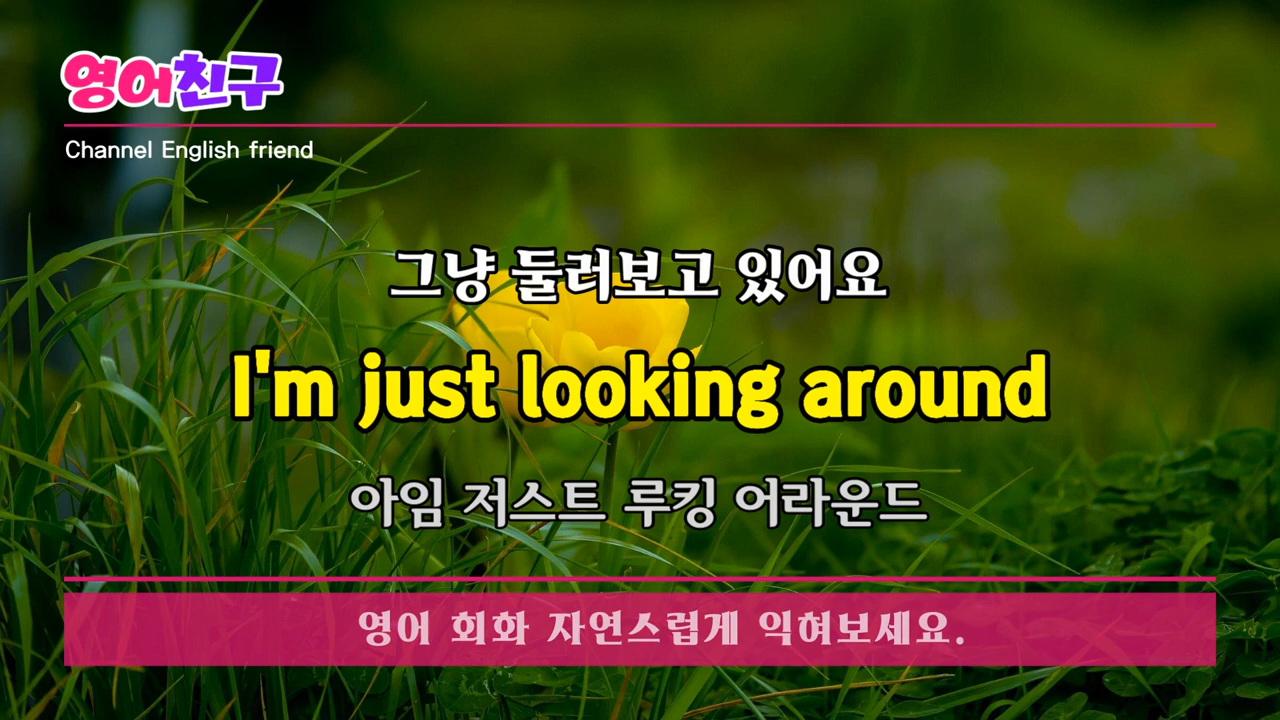 영어친구
Channel English friend
그냥 둘러보고 있어요
I'm just looking around
아임 저스트 루킹 어라운드
영어 회화 자연스럽게 익혀보세요.